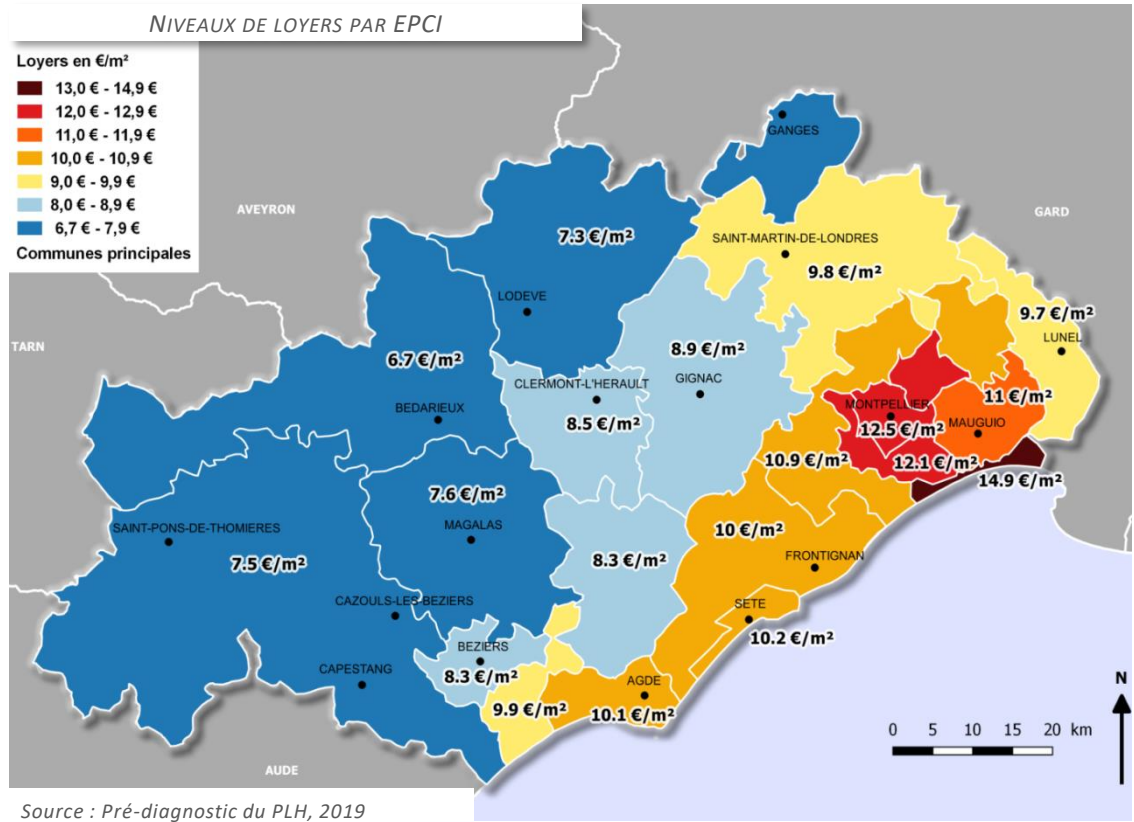 NIVEAUX DE LOYERS PAR EPCI
Loyers en €/m²
13,0 € - 14,9 €
12,0 € - 12,9 €
11,0 € - 11,9 €
10,0 € - 10,9 €
9,0 € - 9,9 €
8,0 € - 8,9 €
6,7 € - 7,9 €
Communes principales
GANGES
AVEYRON
GARD
7.3 €/m²
SAINT-MARTIN-DE-LONDRES
9.8 €/m²
LODEVE
9.7 €/m²
LUNEL
TARN
6.7 €/m²
8.9 €/m²
CLERMONT-L'HERAULT
GIGNAC
11 €/m²
BEDARIEUX
8.5 €/m²
MONTPELLIER
12.5 €/m²
MAUGUIO
10.9 €/m²
12.1 €/m²
14.9 €/m²
7.6 €/m²
MAGALAS
SAINT-PONS-DE-THOMIERES
7.5 €/m²
10 €/m²
8.3 €/m²
FRONTIGNAN
CAZOULS-LES-BEZIERS
SETE
10.2 €/m²
BEZIERS
8.3 €/m²
CAPESTANG
AGDE
9.9 €/m²
10.1 €/m²
N
0 5 10 15 20 km
AUDE
Source : Pré-diagnostic du PLH, 2019